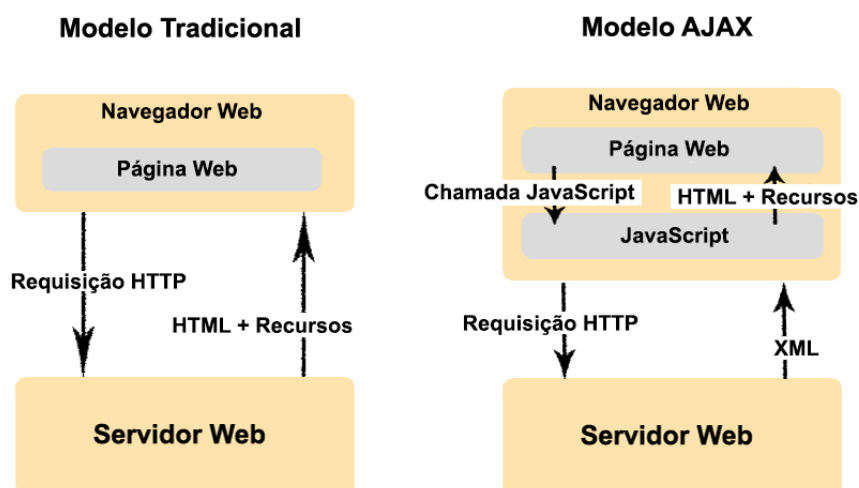 Modelo Tradicional
Navegador Web
Página Web
Requisição HTTP
HTML + Recursos
Servidor Web
Modelo AJAX
Navegador Web
Página Web
Chamada JavaScript
HTML + Recursos
JavaScript
Requisição HTTP
XML
Servidor Web